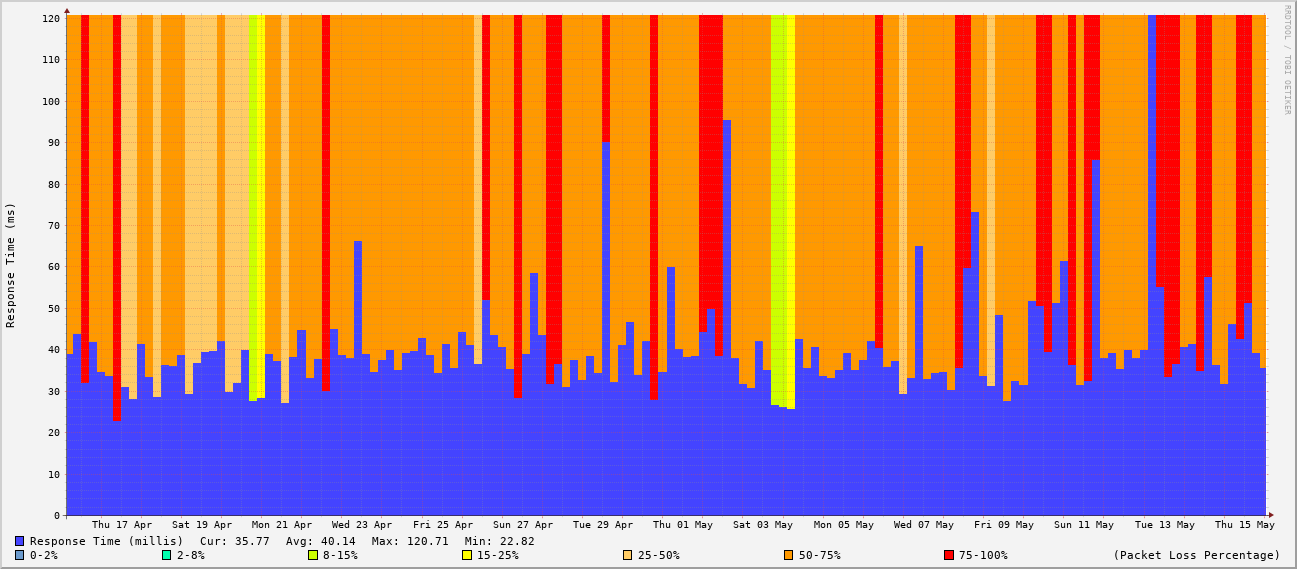 RRDTOOL / TOBI OETIKER
Response Time (ms)
120
110
100
90
80
70
60
50
40
30
20
10
0
Thu 17 Apr Sat 19 Apr Mon 21 Apr Wed 23 Apr Fri 25 Apr Sun 27 Apr Tue 29 Apr Thu 01 May Sat 03 May Mon 05 May Wed 07 May Fri 09 May Sun 11 May Tue 13 May Thu 15 May
Response Time (millis) Cur: 35.77 Avg: 40.14 Max: 120.71 Min: 22.82
0-2% 2-8% 8-15% 15-25% 25-50% 50-75% 75-100% (Packet Loss Percentage)